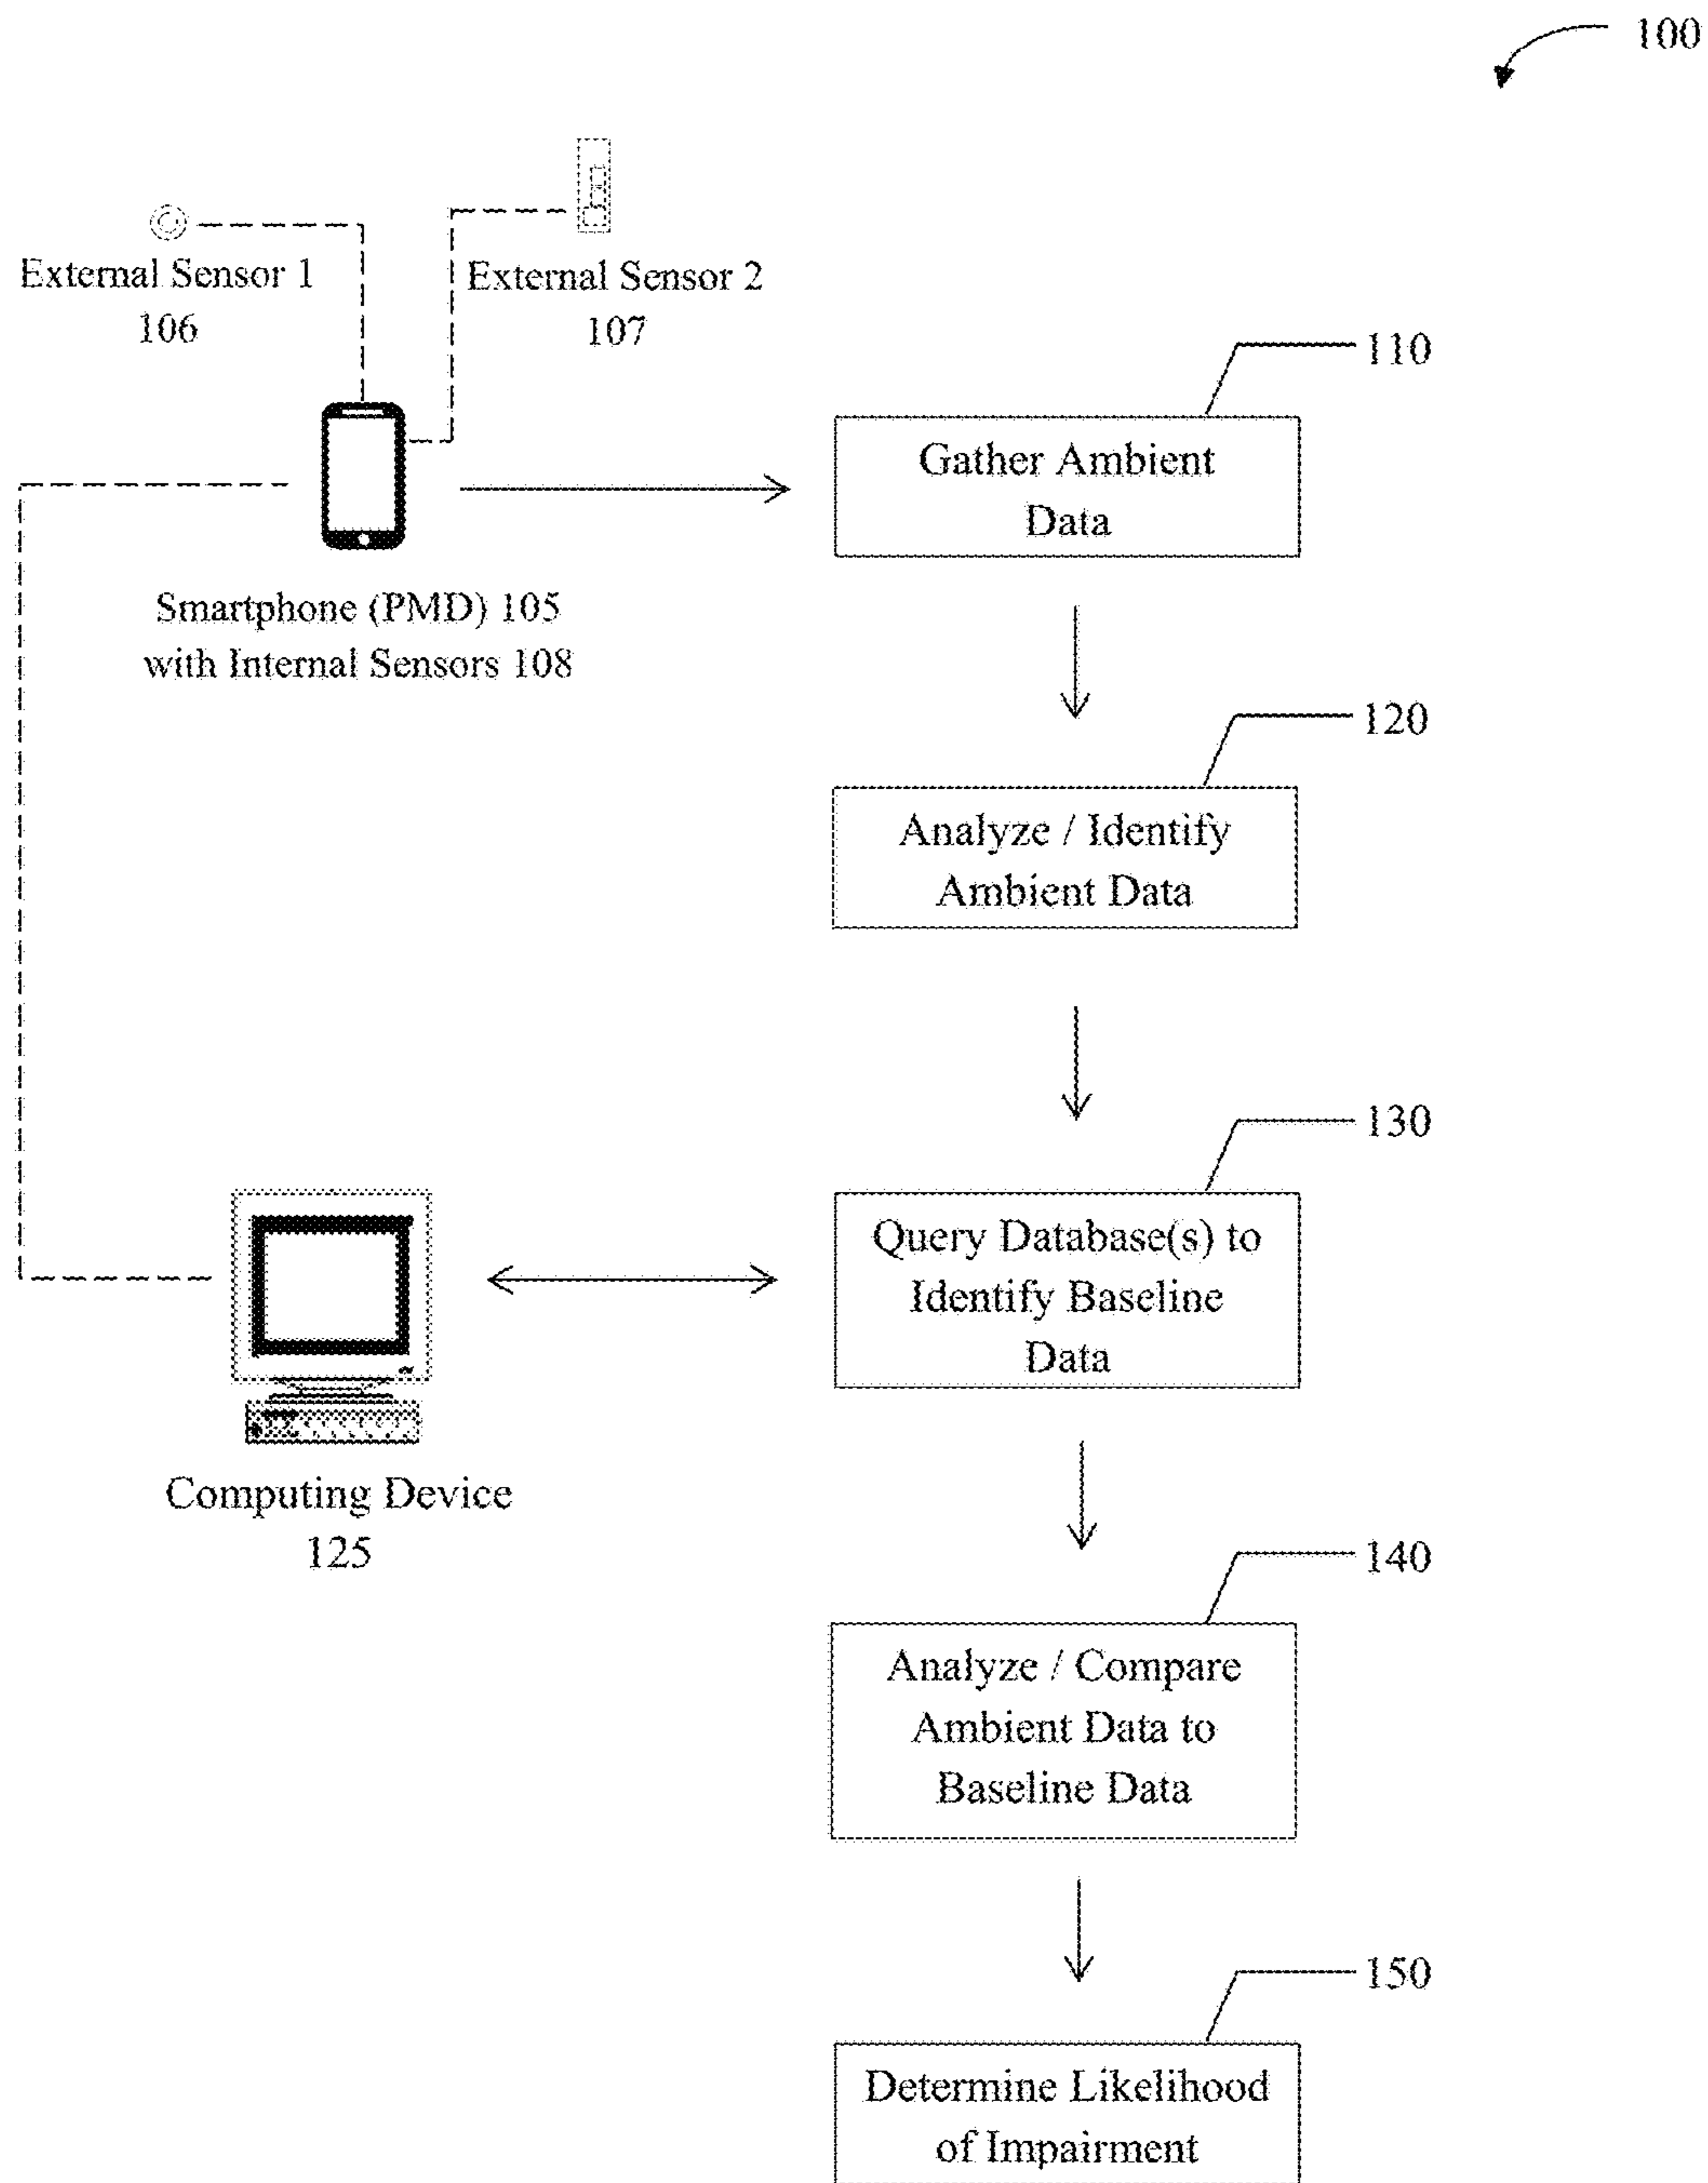 100
External Sensor 1
106
External Sensor 2
107
110
Gather Ambient
Data
Smartphone (PMD) 105
with Internal Sensors 108
120
Analyze / Identify
Ambient Data
130
Query Database(s) to
Identify Baseline
Data
Computing Device
125
140
Analyze / Compare
Ambient Data to
Baseline Data
150
Determine Likelihood
of Impairment